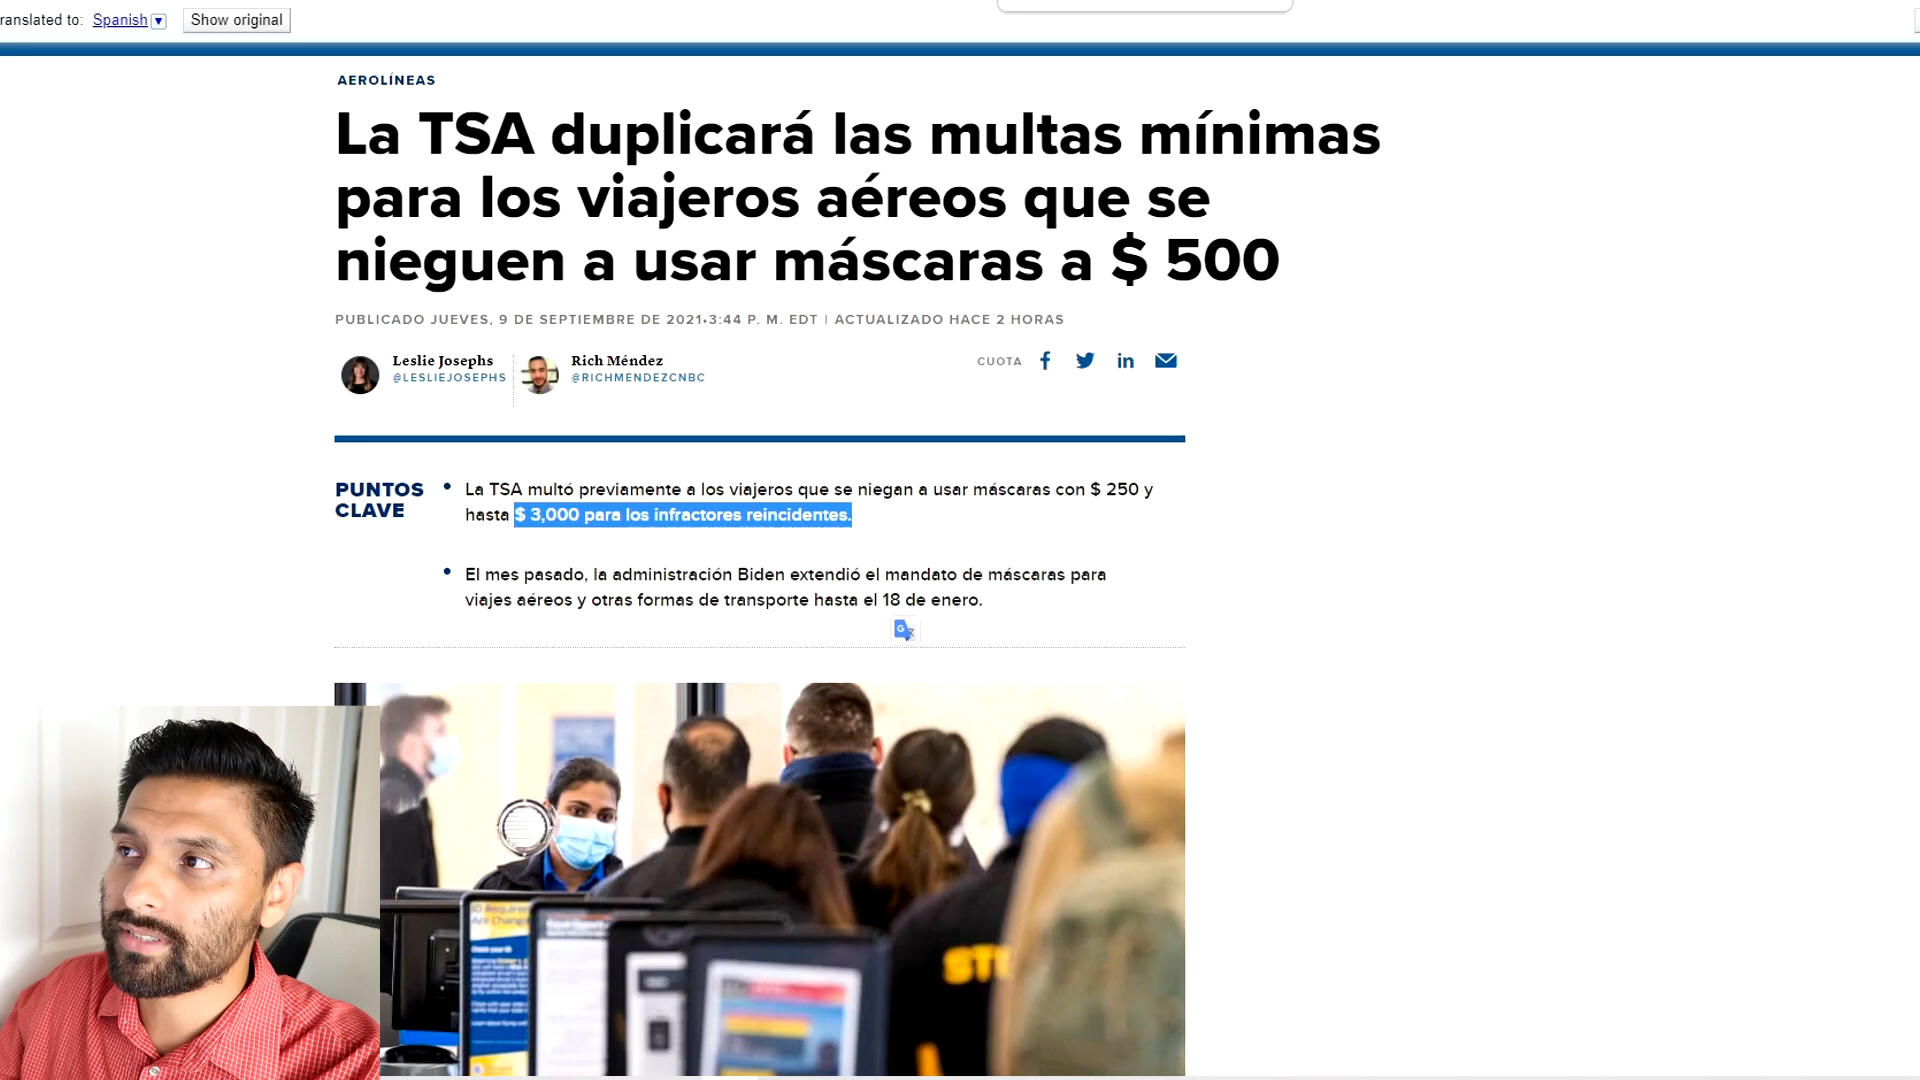 ranslated to: Spanish Show original
AEROLÍNEAS
La TSA duplicará las multas mínimas
para los viajeros aéreos que se
nieguen a usar máscaras a $ 500
PUBLICADO JUEVES, 9 DE SEPTIEMBRE DE 2021•3:44 P. M. EDT | ACTUALIZADO HACE 2 HORAS
Leslie Josephs
@LESLIEJOSEPHS
Rich Méndez
@RICHMENDEZCNBC
CUOTA
PUNTOS
CLAVE
La TSA multó previamente a los viajeros que se niegan a usar máscaras con $ 250 y
hasta $ 3,000 para los infractores reincidentes.
El mes pasado, la administración Biden extendió el mandato de máscaras para
viajes aéreos y otras formas de transporte hasta el 18 de enero.